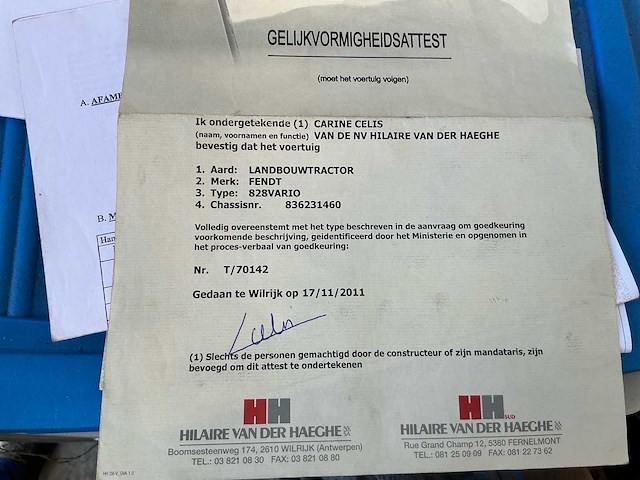 GELIJKVORMIGHEIDSATTEST
(moet het voertuig volgen)
A. AFAM
Ik ondergetekende (1) CARINE CELIS
(naam, voornamen en functie) VAN DE NV HILAIRE VAN DER HAEGHE
bevestig dat het voertuig
1. Aard: LANDBOUWTRACTOR
2. Merk: FENDT
3. Type: 828VARIO
4. Chassisnr. 836231460
B. M
Han
Volledig overeenstemt met het type beschreven in de aanvraag om goedkeuring
voorkomende beschrijving, geidentificeerd door het Ministerie en opgenomen in
het proces-verbaal van goedkeuring:
Nr. T/70142
Gedaan te Wilrijk op 17/11/2011
Celis
(1) Slechts de personen gemachtigd door de constructeur of zijn mandataris, zijn
bevoegd om dit attest te ondertekenen
HH
HILAIRE VAN DER HAEGHE
Boomsesteenweg 174, 2610 WILRIJK (Antwerpen)
TEL.: 03 821 08 30 FAX: 03 821 08 80
HH SUD
HILAIRE VAN DER HAEGHE
Rue Grand Champ 12, 5380 FERNELMONT
TEL.: 081 25 09 09 FAX: 081 22 73 62